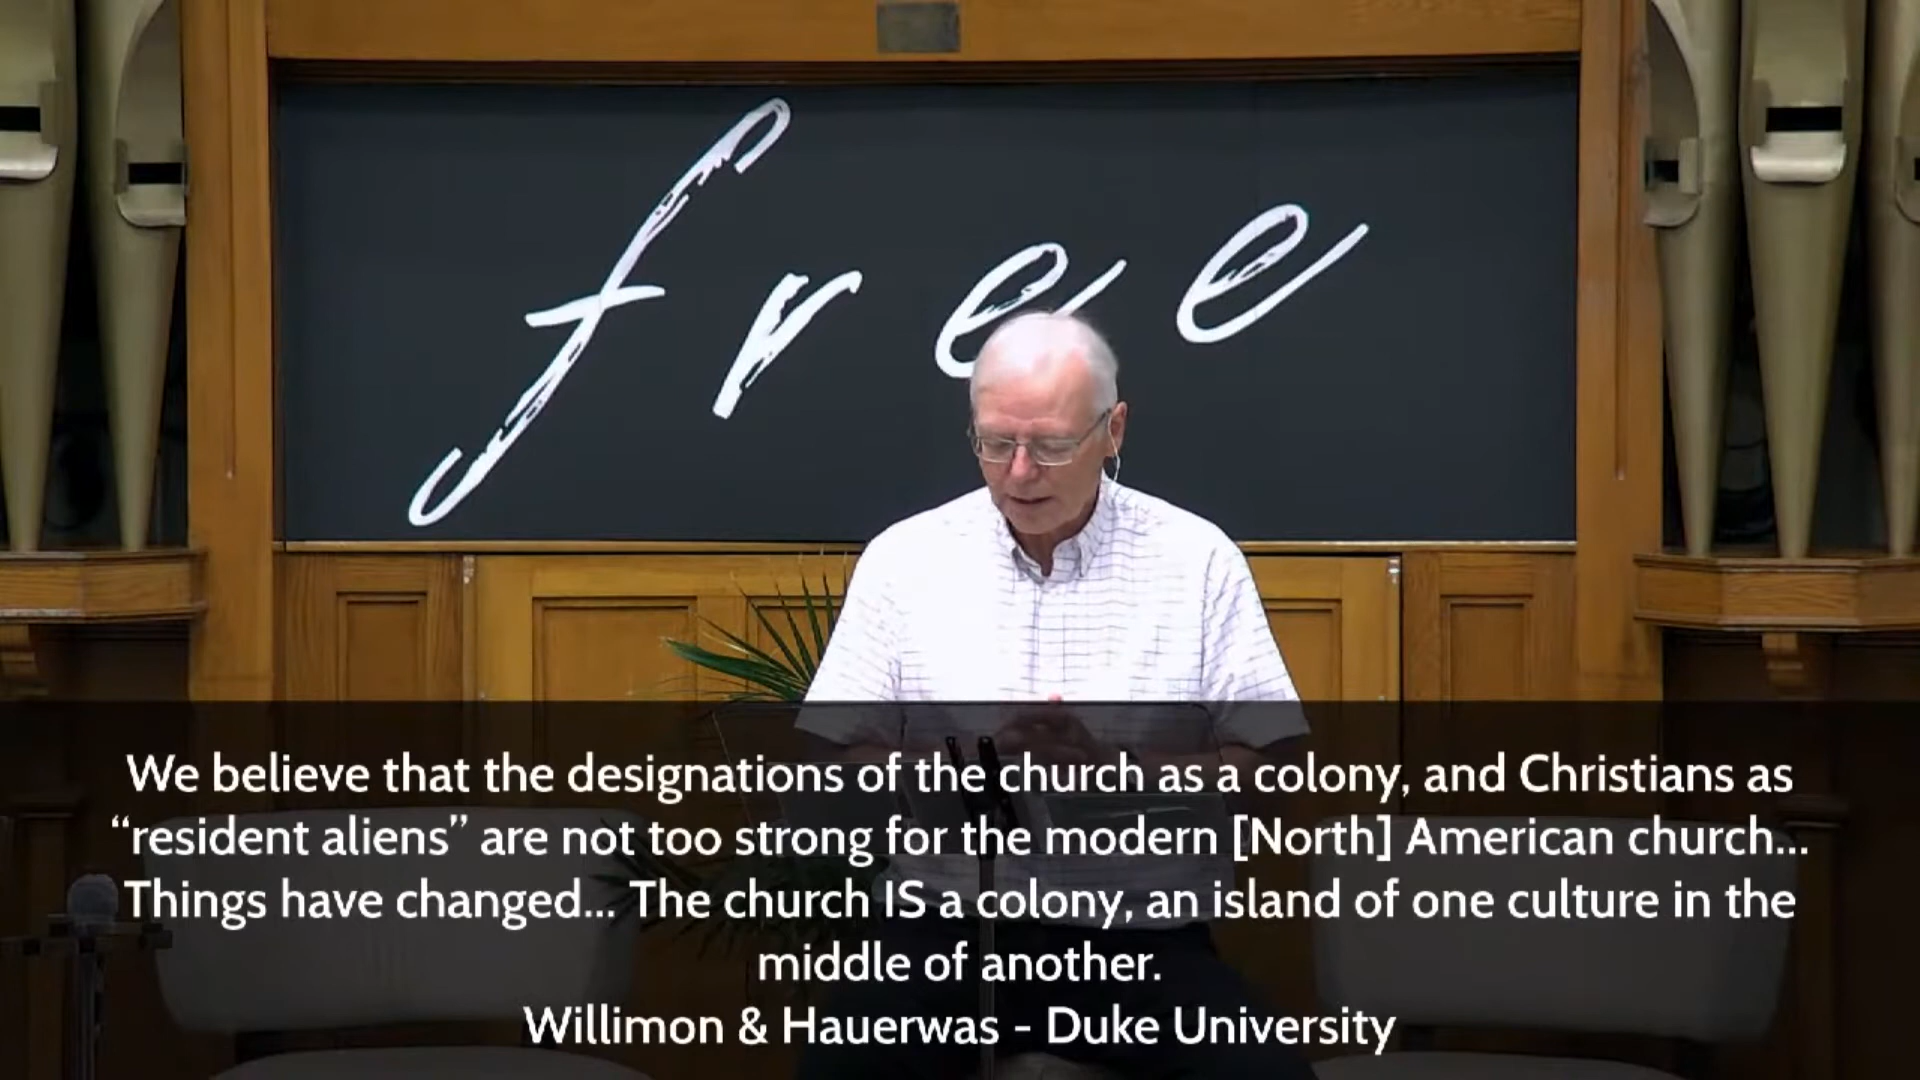 free
We believe that the designations of the church as a colony, and Christians as
“resident aliens” are not too strong for the modern [North] American church...
Things have changed... The church IS a colony, an island of one culture in the
middle of another.
Willimon & Hauerwas - Duke University